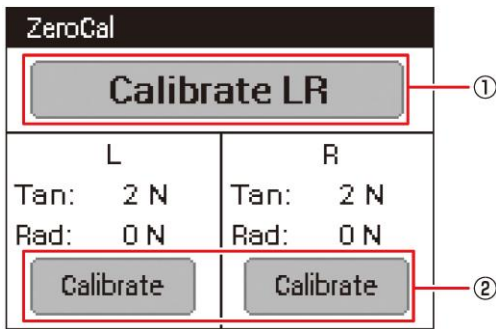 ZeroCal
Calibrate LR
①
L R
Tan: 2 N Tan: 2 N
Rad: 0 N Rad: 0 N
Calibrate Calibrate
②